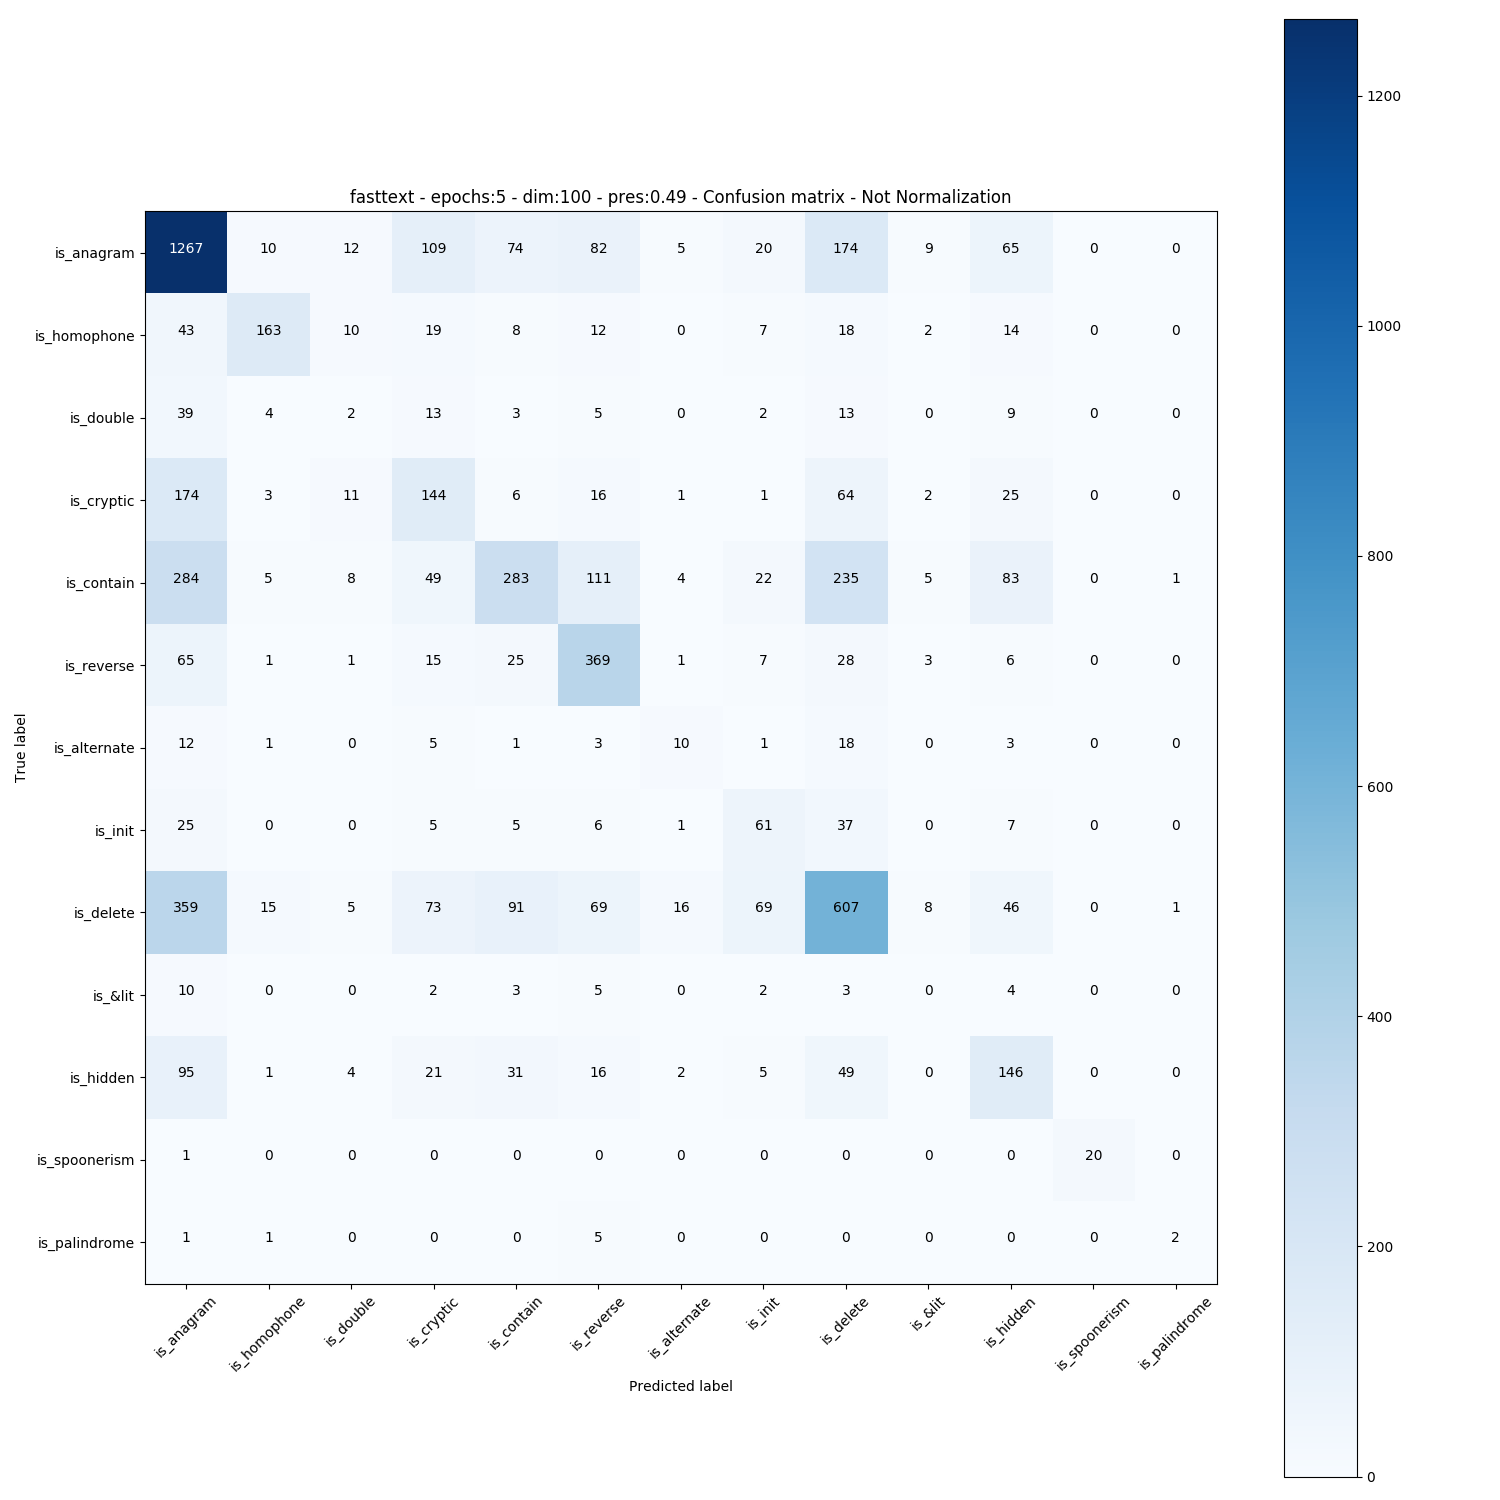 fasttext - epochs:5 - dim:100 - pres:0.49 - Confusion matrix - Not Normalization
is_anagram 1267 10 12 109 74 82 5 20 174 9 65 0 0
is_homophone 43 163 10 19 8 12 0 7 18 2 14 0 0
is_double 39 4 2 13 3 5 0 2 13 0 9 0 0
is_cryptic 174 3 11 144 6 16 1 1 64 2 25 0 0
is_contain 284 5 8 49 283 111 4 22 235 5 83 0 1
is_reverse 65 1 1 15 25 369 1 7 28 3 6 0 0
is_alternate 12 1 0 5 1 3 10 1 18 0 3 0 0
is_init 25 0 0 5 5 6 1 61 37 0 7 0 0
is_delete 359 15 5 73 91 69 16 69 607 8 46 0 1
is_&lit 10 0 0 2 3 5 0 2 3 0 4 0 0
is_hidden 95 1 4 21 31 16 2 5 49 0 146 0 0
is_spoonerism 1 0 0 0 0 0 0 0 0 0 0 20 0
is_palindrome 1 1 0 0 0 5 0 0 0 0 0 0 2
is_anagram is_homophone is_double is_cryptic is_contain is_reverse is_alternate is_init is_delete is_&lit is_hidden is_spoonerism is_palindrome
Predicted label
True label
1200
1000
800
600
400
200
0